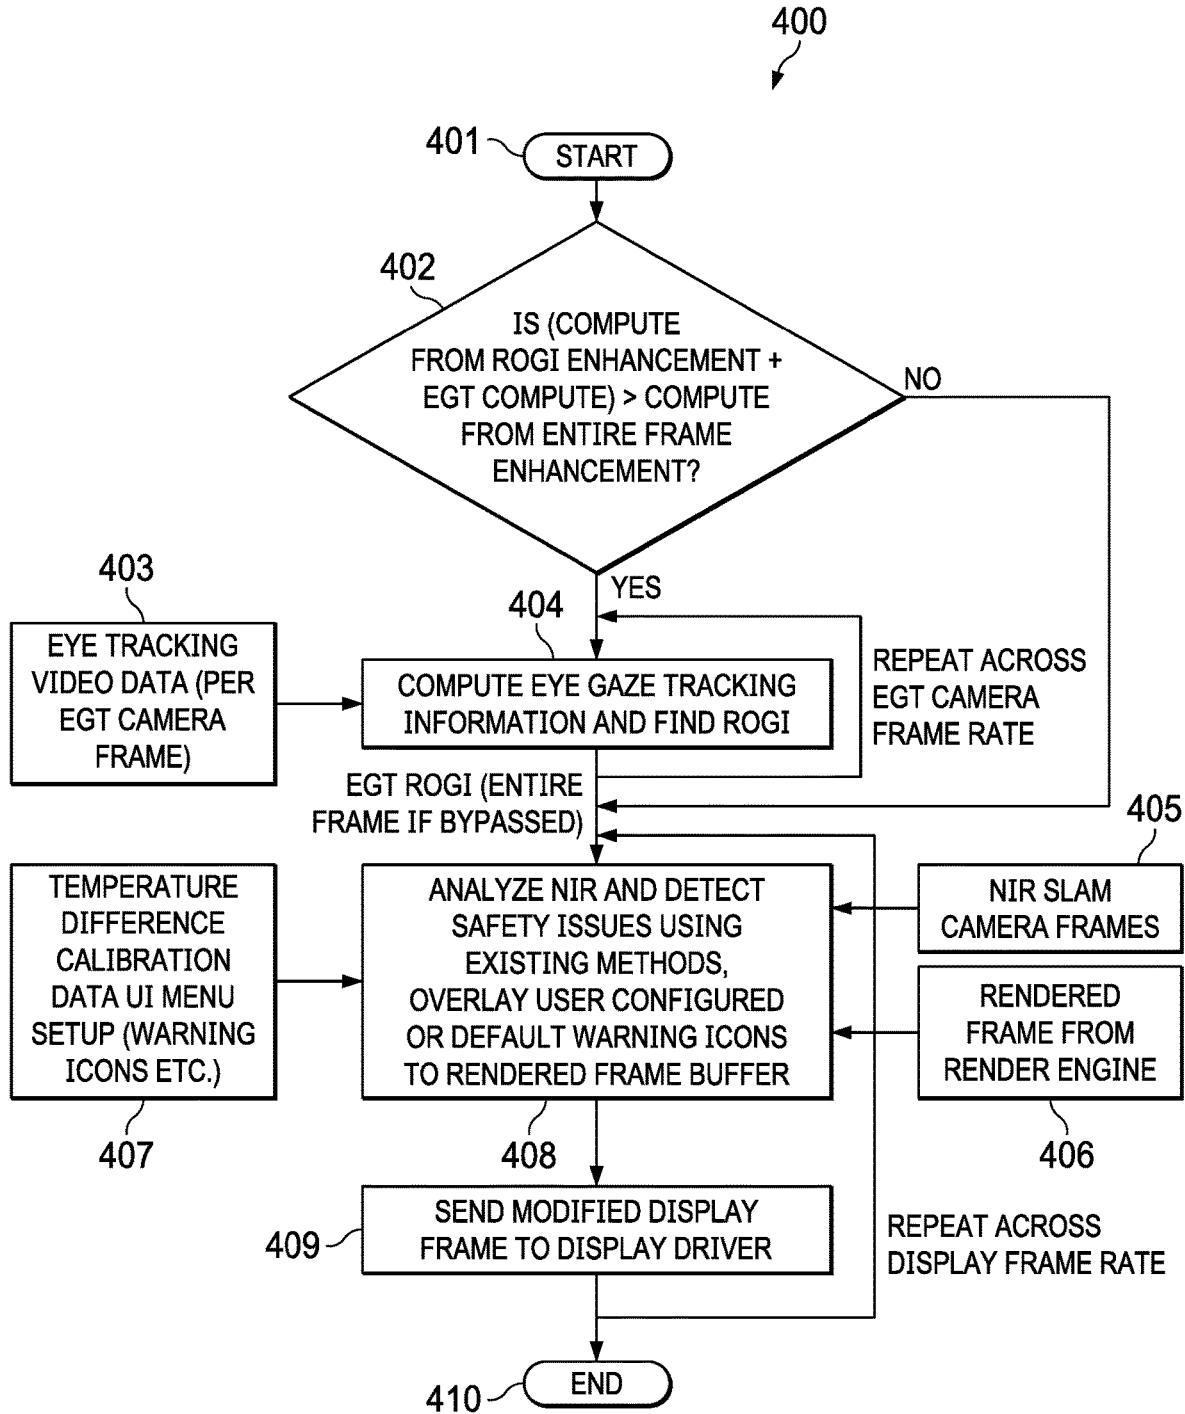 400
401
START
402
IS (COMPUTE
FROM ROGI ENHANCEMENT +
EGT COMPUTE) > COMPUTE
FROM ENTIRE FRAME
ENHANCEMENT?
NO
YES
403
EYE TRACKING
VIDEO DATA (PER
EGT CAMERA
FRAME)
404
COMPUTE EYE GAZE TRACKING
INFORMATION AND FIND ROGI
REPEAT ACROSS
EGT CAMERA
FRAME RATE
EGT ROGI (ENTIRE
FRAME IF BYPASSED)
405
NIR SLAM
CAMERA FRAMES
TEMPERATURE
DIFFERENCE
CALIBRATION
DATA UI MENU
SETUP (WARNING
ICONS ETC.)
407
ANALYZE NIR AND DETECT
SAFETY ISSUES USING
EXISTING METHODS,
OVERLAY USER CONFIGURED
OR DEFAULT WARNING ICONS
TO RENDERED FRAME BUFFER
408
RENDERED
FRAME FROM
RENDER ENGINE
406
409
SEND MODIFIED DISPLAY
FRAME TO DISPLAY DRIVER
REPEAT ACROSS
DISPLAY FRAME RATE
410
END